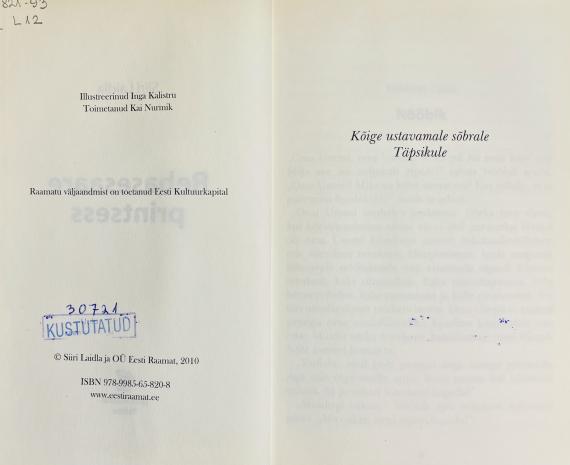 821-93
L12
Illustreerinud Inga Kalistru
Toimetanud Kai Nurmik
Raamatu väljaandmist on toetanud Eesti Kultuurkapital
30721
KUSTUTATUD
© Siiri Laidla ja OÜ Eesti Raamat, 2010
ISBN 978-9985-65-820-8
www.eestiraamat.ee
Kõige ustavamale sõbrale
Täpsikule